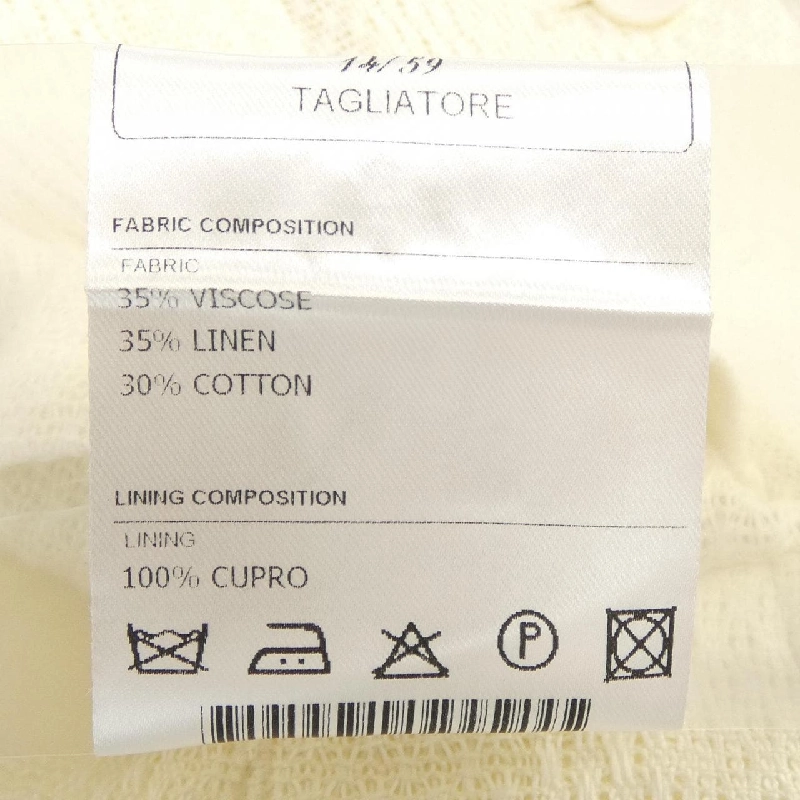 14/59
TAGLIATORE
FABRIC COMPOSITION
FABRIC
35% VISCOSE
35% LINEN
30% COTTON
LINING COMPOSITION
LINING
100% CUPRO
P